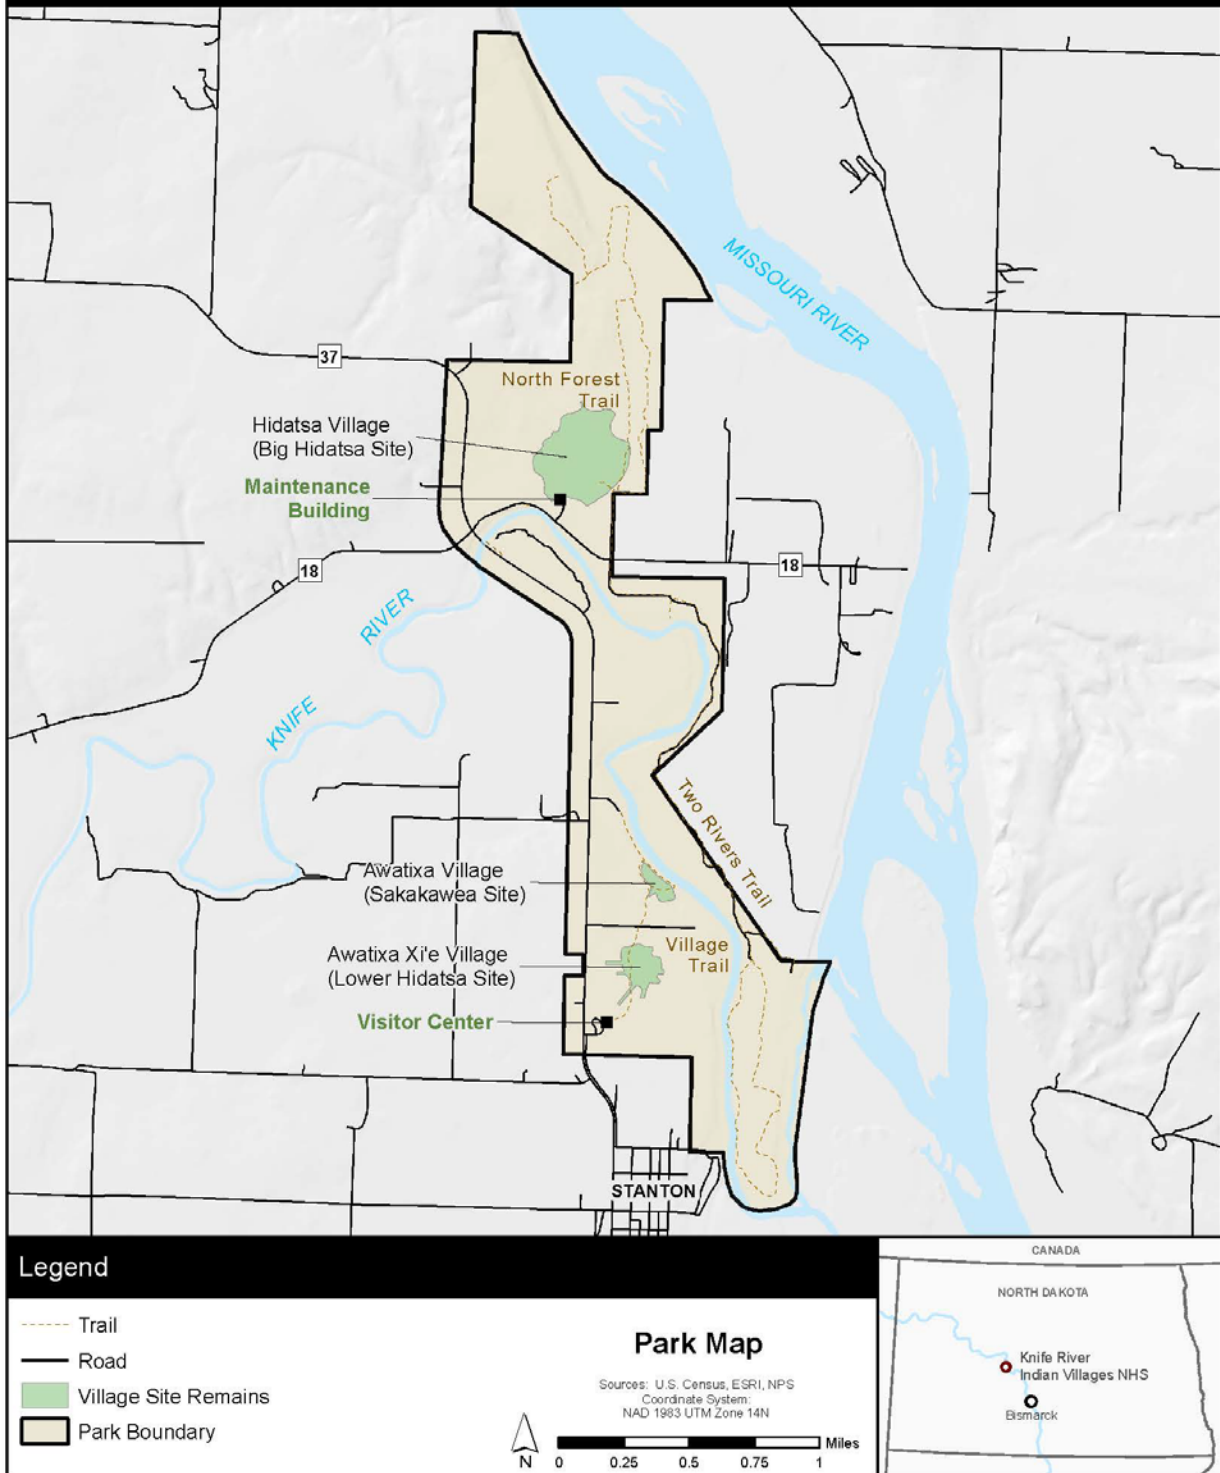 MISSOURI RIVER
37
North Forest
Trail
Hidatsa Village
(Big Hidatsa Site)
Maintenance
Building
18
18
RIVER
KNIFE
Two Rivers Trail
Awatixa Village
(Sakakawea Site)
Village
Trail
Awatixa Xi'e Village
(Lower Hidatsa Site)
Visitor Center
STANTON
Legend
Trail
Road
Village Site Remains
Park Boundary
Park Map
Sources: U.S. Census, ESRI, NPS
Coordinate System:
NAD 1983 UTM Zone 14N
N
0 0.25 0.5 0.75 1
Miles
CANADA
NORTH DAKOTA
Knife River
Indian Villages NHS
Bismarck